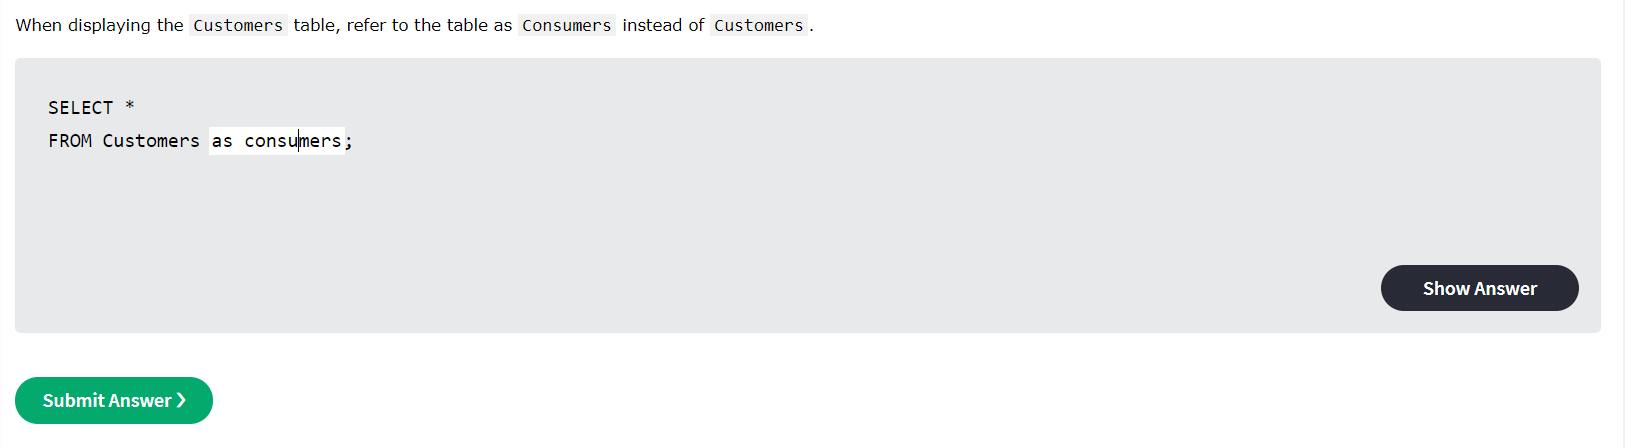 When displaying the Customers table, refer to the table as Consumers instead of Customers.
SELECT *
FROM Customers as consumers;
Show Answer
Submit Answer ❯